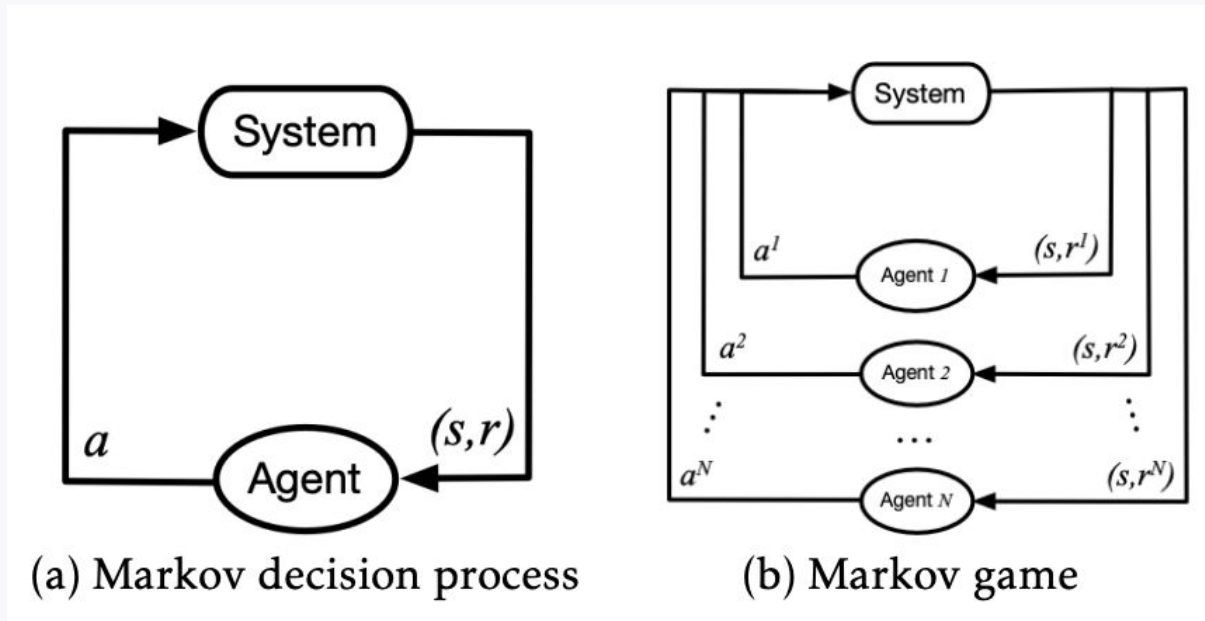 System
a
(s,r)
Agent
(a) Markov decision process
System
a¹
(s,r¹)
Agent 1
a²
(s,r²)
Agent 2
...
aᴺ
(s,rᴺ)
Agent N
(b) Markov game